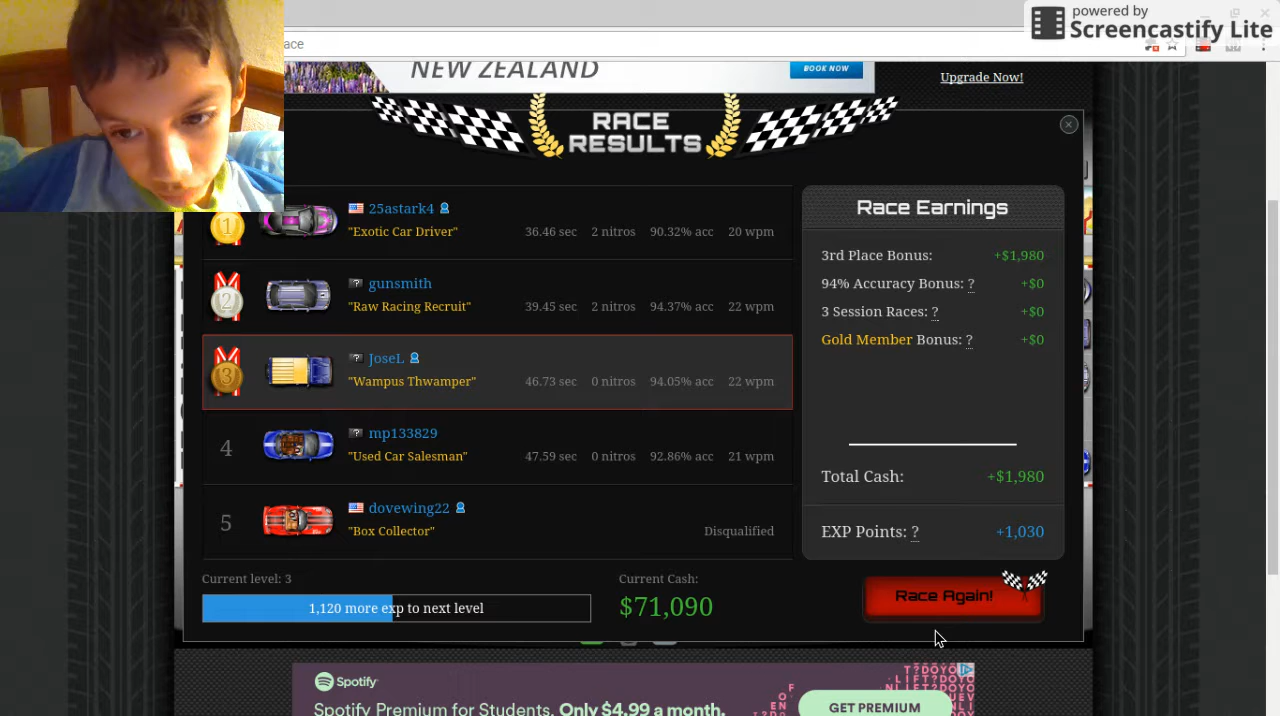 powered by
Screencastify Lite
ace
NEW ZEALAND
BOOK NOW
Upgrade Now!
RACE
RESULTS
1
25astark4
"Exotic Car Driver"
36.46 sec 2 nitros 90.32% acc 20 wpm
2
gunsmith
"Raw Racing Recruit"
39.45 sec 2 nitros 94.37% acc 22 wpm
3
JoseL
"Wampus Thwamper"
46.73 sec 0 nitros 94.05% acc 22 wpm
4
mp133829
"Used Car Salesman"
47.59 sec 0 nitros 92.86% acc 21 wpm
5
dovewing22
"Box Collector"
Disqualified
Race Earnings
3rd Place Bonus: +$1,980
94% Accuracy Bonus: ? +$0
3 Session Races: ? +$0
Gold Member Bonus: ? +$0
Total Cash: +$1,980
EXP Points: ? +1,030
Current level: 3
1,120 more exp to next level
Current Cash:
$71,090
Race Again!
Spotify
Spotify Premium for Students. Only $4.99 a month.
GET PREMIUM